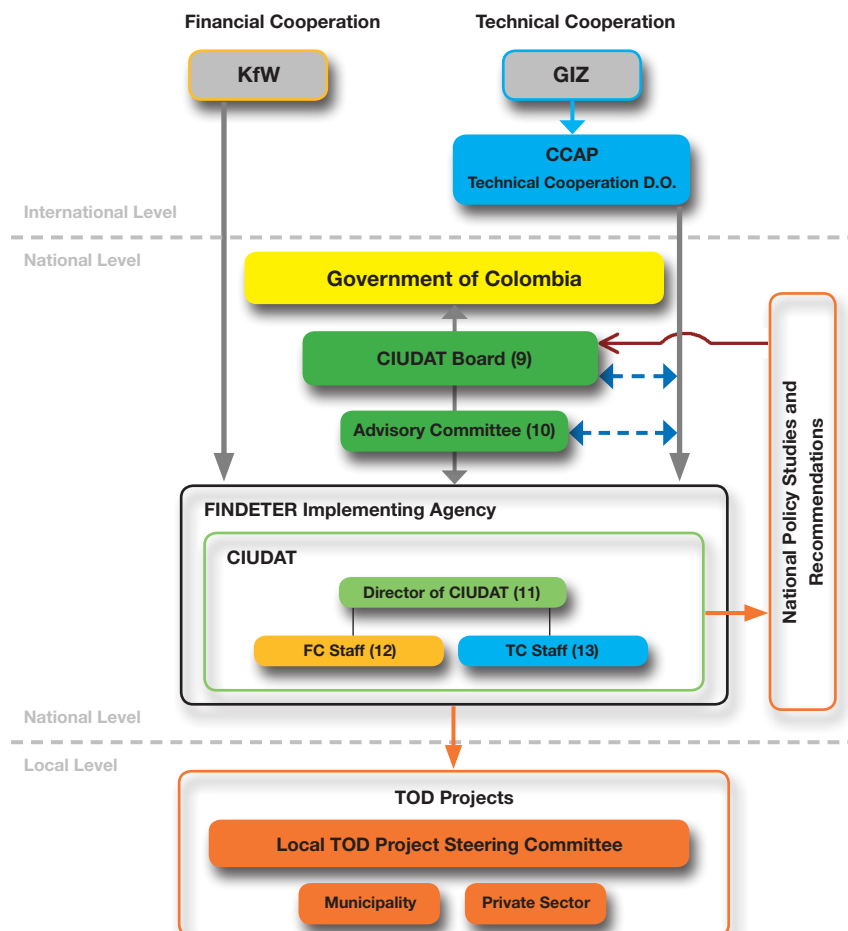 Financial Cooperation
Technical Cooperation
KfW
GIZ
CCAP
Technical Cooperation D.O.
International Level
National Level
Government of Colombia
CIUDAT Board (9)
Advisory Committee (10)
National Policy Studies and
Recommendations
FINDETER Implementing Agency
CIUDAT
Director of CIUDAT (11)
FC Staff (12)
TC Staff (13)
National Level
Local Level
TOD Projects
Local TOD Project Steering Committee
Municipality
Private Sector